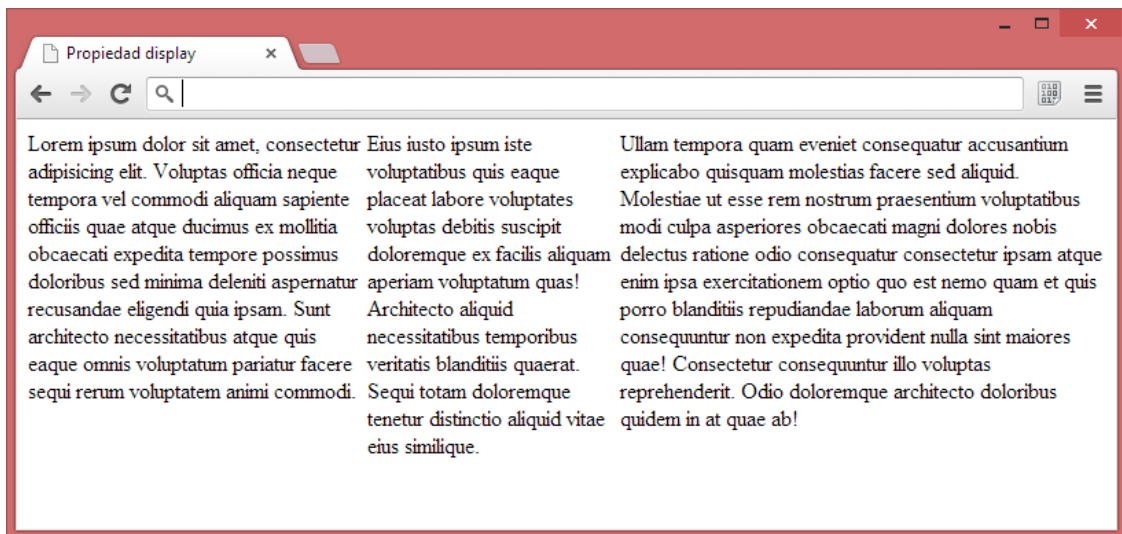 Propiedad display
Lorem ipsum dolor sit amet, consectetur
adipisicing elit. Voluptas officia neque
tempora vel commodi aliquam sapiente
officiis quae atque ducimus ex mollitia
obcaecati expedita tempore possimus
doloribus sed minima deleniti aspernatur
recusandae eligendi quia ipsam. Sunt
architecto necessitatibus atque quis
eaque omnis voluptatum pariatur facere
sequi rerum voluptatem animi commodi.
Eius iusto ipsum iste
voluptatibus quis eaque
placeat labore voluptates
voluptas debitis suscipit
doloremque ex facilis aliquam
aperiam voluptatum quas!
Architecto aliquid
necessitatibus temporibus
veritatis blanditiis quaerat.
Sequi totam doloremque
tenetur distinctio aliquid vitae
eius similique.
Ullam tempora quam eveniet consequatur accusantium
explicabo quisquam molestias facere sed aliquid.
Molestiae ut esse rem nostrum praesentium voluptatibus
modi culpa asperiores obcaecati magni dolores nobis
delectus ratione odio consequatur consectetur ipsam atque
enim ipsa exercitationem optio quo est nemo quam et quis
porro blanditiis repudiandae laborum aliquam
consequuntur non expedita provident nulla sint maiores
quae! Consectetur consequuntur illo voluptas
reprehenderit. Odio doloremque architecto doloribus
quidem in at quae ab!